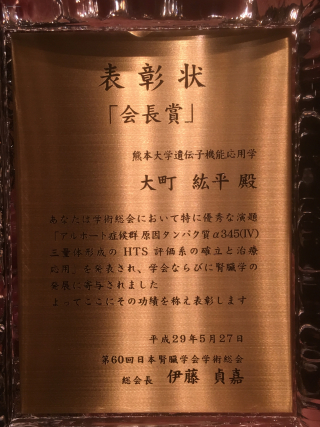 表彰状
「会長賞」
熊本大学遺伝子機能応用学
大町 紘平 殿
あなたは学術総会において特に優秀な演題
「アルポート症候群原因タンパク質α345(IV)
三量体形成の HTS 評価系の確立と治療
応用」を発表され、学会ならびに腎臓学の
発展に寄与されました
よってここにその功績を称え表彰します
平成29年5月27日
第60回日本腎臓学会学術総会
総会長 伊藤 貞嘉